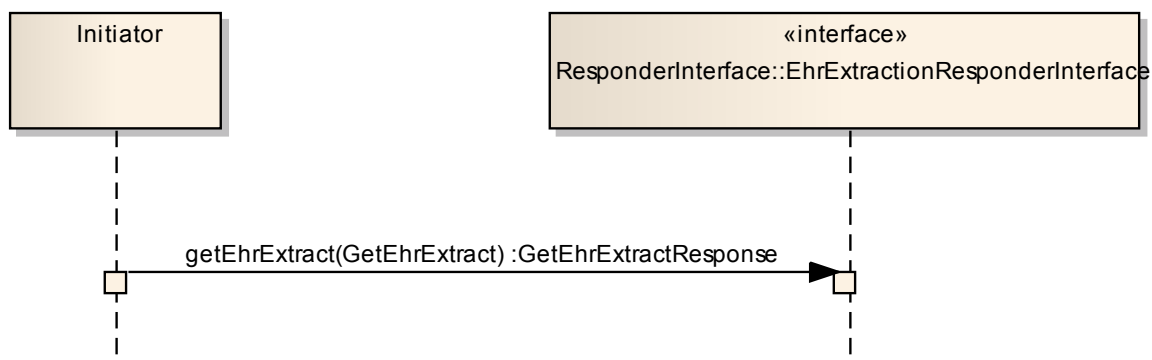 Initiator
«interface»
ResponderInterface::EhrExtractionResponderInterface
getEhrExtract(GetEhrExtract) :GetEhrExtractResponse